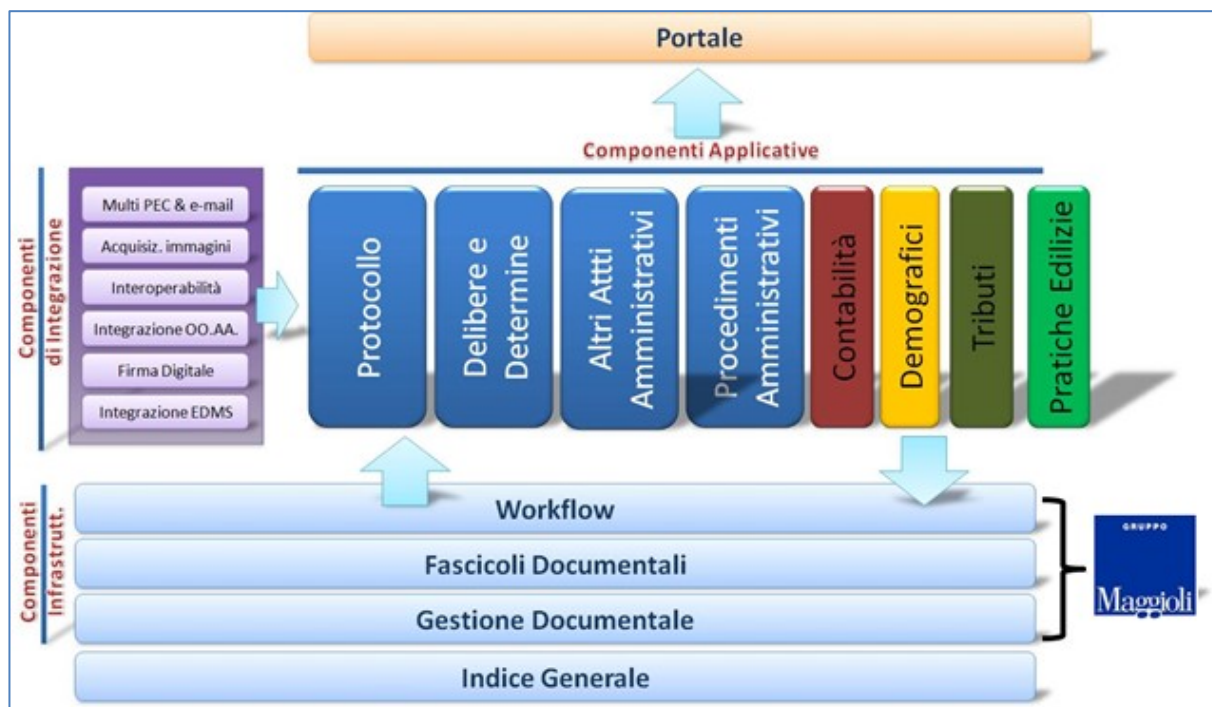 Portale
Componenti Applicative
Componenti
di Integrazione
Multi PEC & e-mail
Acquisiz. immagini
Interoperabilità
Integrazione OO.AA.
Firma Digitale
Integrazione EDMS
Protocollo
Delibere e
Determine
Altri Attti
Amministrativi
Procedimenti
Amministrativi
Contabilità
Demografici
Tributi
Pratiche Edilizie
Componenti
Infrastrutt.
Workflow
Fascicoli Documentali
Gestione Documentale
Indice Generale
GRUPPO
Maggioli